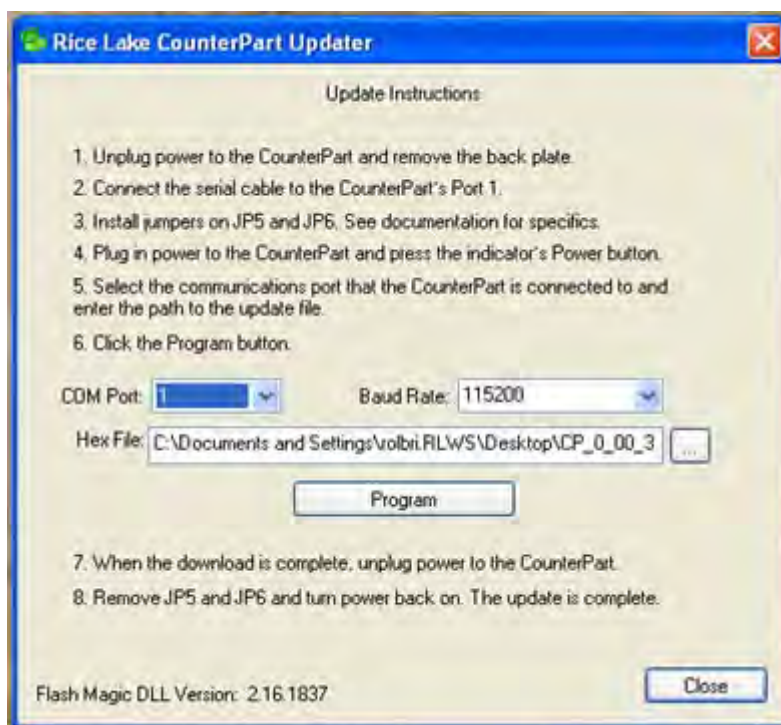 Rice Lake CounterPart Updater
Update Instructions
1. Unplug power to the CounterPart and remove the back plate.
2. Connect the serial cable to the CounterPart's Port 1.
3. Install jumpers on JP5 and JP6. See documentation for specifics.
4. Plug in power to the CounterPart and press the indicator's Power button.
5. Select the communications port that the CounterPart is connected to and
enter the path to the update file.
6. Click the Program button.
COM Port: 1 Baud Rate: 115200
Hex File: C:\Documents and Settings\rolbri.RLWS\Desktop\CP_0_00_3 ...
Program
7. When the download is complete, unplug power to the CounterPart.
8. Remove JP5 and JP6 and turn power back on. The update is complete.
Flash Magic DLL Version: 2.16.1837
Close